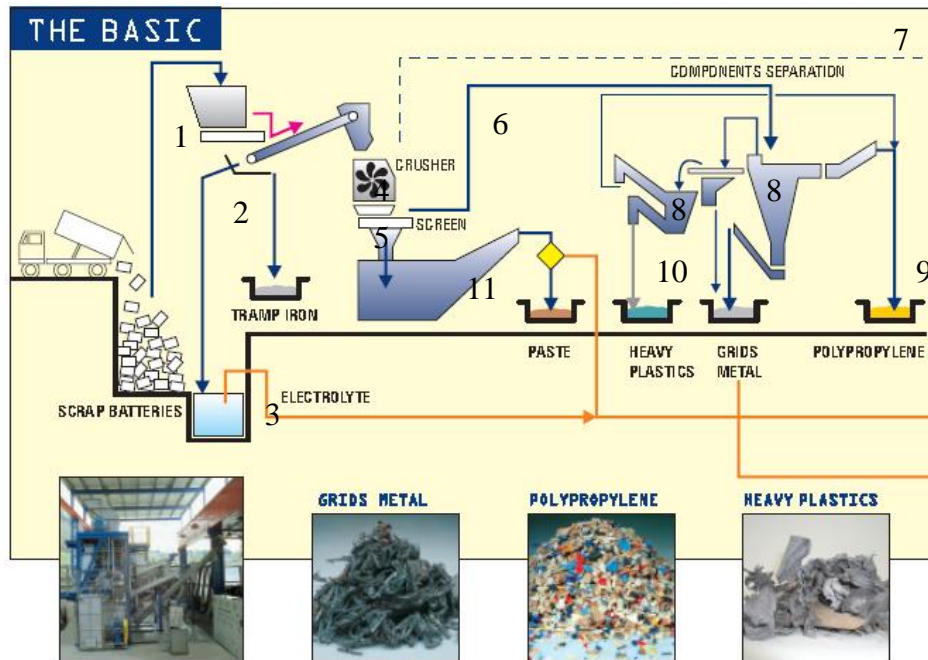 THE BASIC
7
COMPONENTS SEPARATION
6
1
CRUSHER
4
8
8
2
SCREEN
5
10
9
11
TRAMP IRON
PASTE
HEAVY
PLASTICS
GRIDS
METAL
POLYPROPYLENE
SCRAP BATTERIES
ELECTROLYTE
3
GRIDS METAL
POLYPROPYLENE
HEAVY PLASTICS